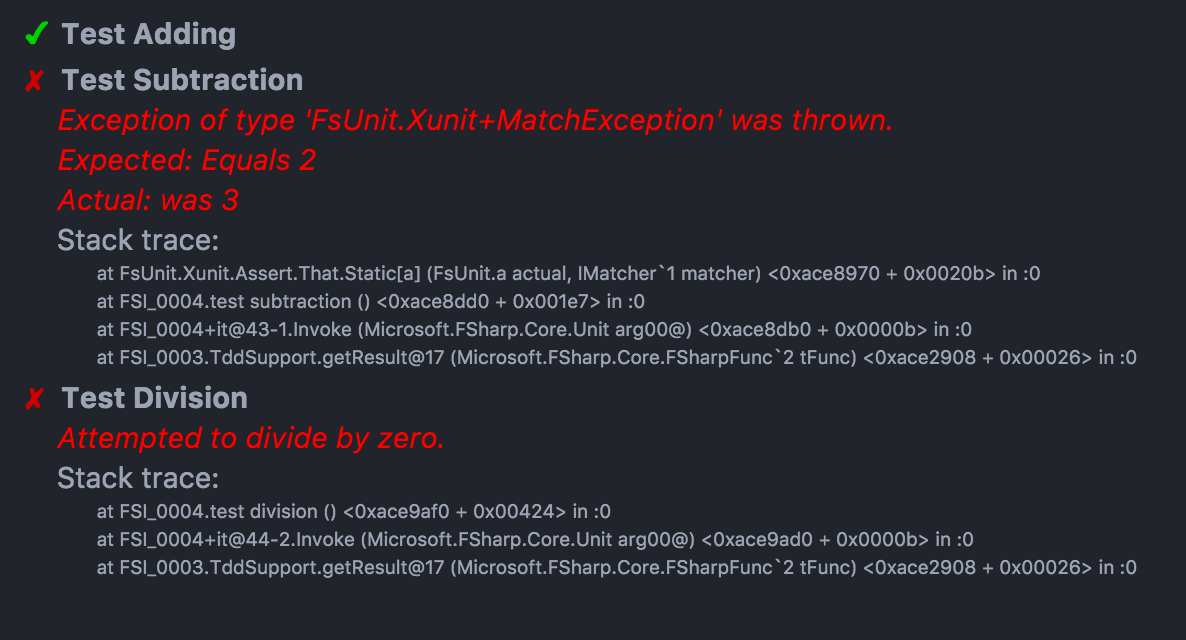 ✔ Test Adding
✘ Test Subtraction
Exception of type 'FsUnit.Xunit+MatchException' was thrown.
Expected: Equals 2
Actual: was 3
Stack trace:
at FsUnit.Xunit.Assert.That.Static[a] (FsUnit.a actual, IMatcher`1 matcher) <0xace8970 + 0x0020b> in :0
at FSI_0004.test subtraction () <0xace8dd0 + 0x001e7> in :0
at FSI_0004+it@43-1.Invoke (Microsoft.FSharp.Core.Unit arg00@) <0xace8db0 + 0x0000b> in :0
at FSI_0003.TddSupport.getResult@17 (Microsoft.FSharp.Core.FSharpFunc`2 tFunc) <0xace2908 + 0x00026> in :0
✘ Test Division
Attempted to divide by zero.
Stack trace:
at FSI_0004.test division () <0xace9af0 + 0x00424> in :0
at FSI_0004+it@44-2.Invoke (Microsoft.FSharp.Core.Unit arg00@) <0xace9ad0 + 0x0000b> in :0
at FSI_0003.TddSupport.getResult@17 (Microsoft.FSharp.Core.FSharpFunc`2 tFunc) <0xace2908 + 0x00026> in :0